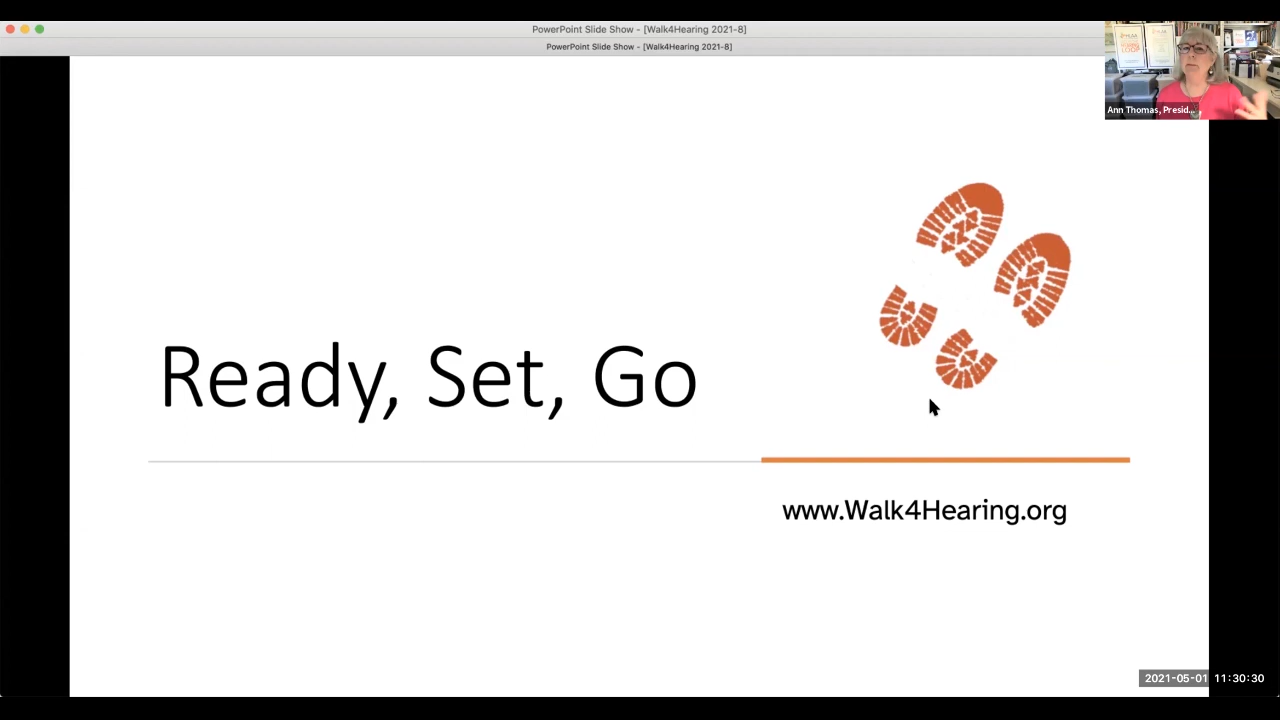 PowerPoint Slide Show - [Walk4Hearing 2021-8]
PowerPoint Slide Show - [Walk4Hearing 2021-8]
Ann Thomas, Presid...
Ready, Set, Go
www.Walk4Hearing.org
2021-05-01 11:30:30